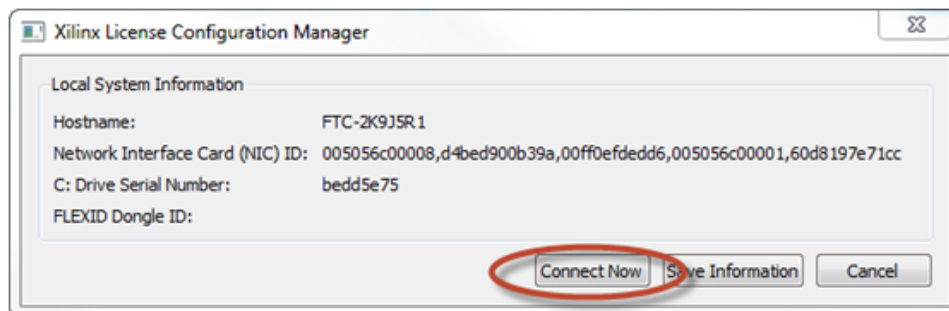 Xilinx License Configuration Manager
Local System Information
Hostname: FTC-2K9J5R1
Network Interface Card (NIC) ID: 005056c00008,d4bed900b39a,00ff0efdedd6,005056c00001,60d8197e71cc
C: Drive Serial Number: bedd5e75
FLEXID Dongle ID:
Connect Now Save Information Cancel